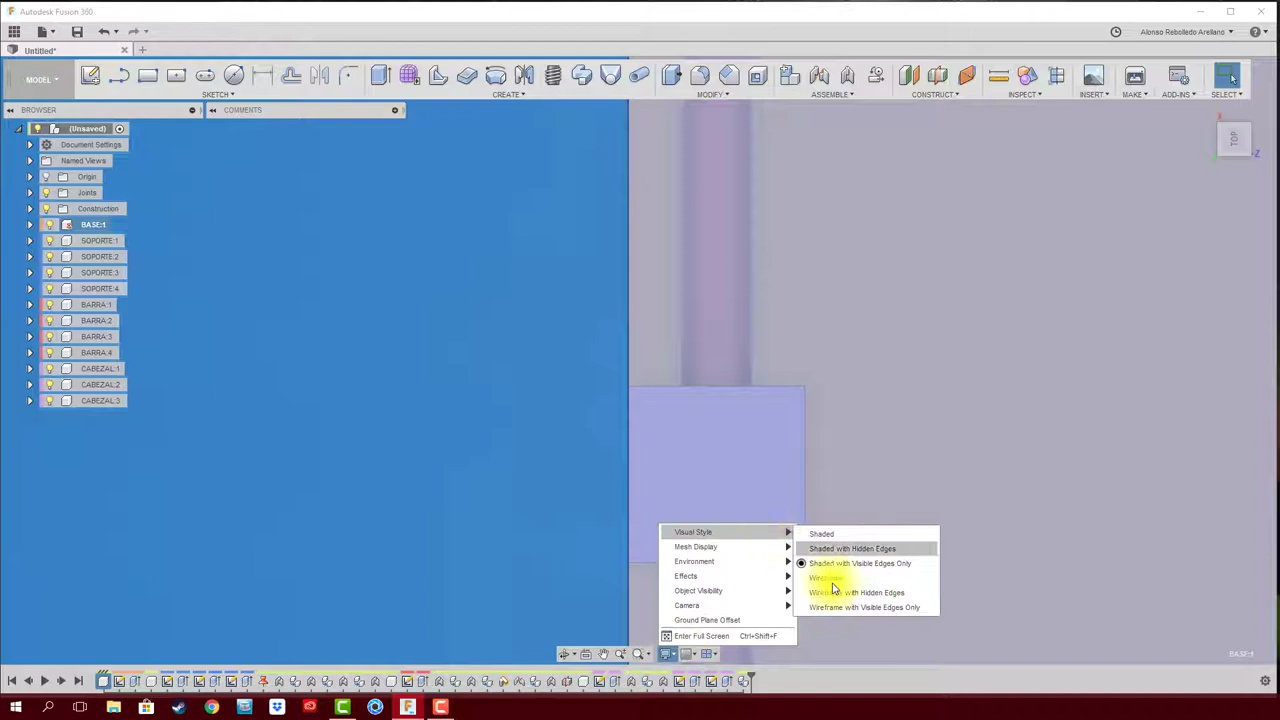 Autodesk Fusion 360
Alonso Rebolledo Arellano
Untitled*
MODEL
SKETCH
CREATE
MODIFY
ASSEMBLE
CONSTRUCT
INSPECT
INSERT
MAKE
ADD-INS
SELECT
BROWSER
COMMENTS
(Unsaved)
Document Settings
Named Views
Origin
Joints
Construction
BASE:1
SOPORTE:1
SOPORTE:2
SOPORTE:3
SOPORTE:4
BARRA:1
BARRA:2
BARRA:3
BARRA:4
CABEZAL:1
CABEZAL:2
CABEZAL:3
X
TOP
Z
Visual Style
Mesh Display
Environment
Effects
Object Visibility
Camera
Ground Plane Offset
Enter Full Screen Ctrl+Shift+F
Shaded
Shaded with Hidden Edges
Shaded with Visible Edges Only
Wireframe
Wireframe with Hidden Edges
Wireframe with Visible Edges Only
BASE:1